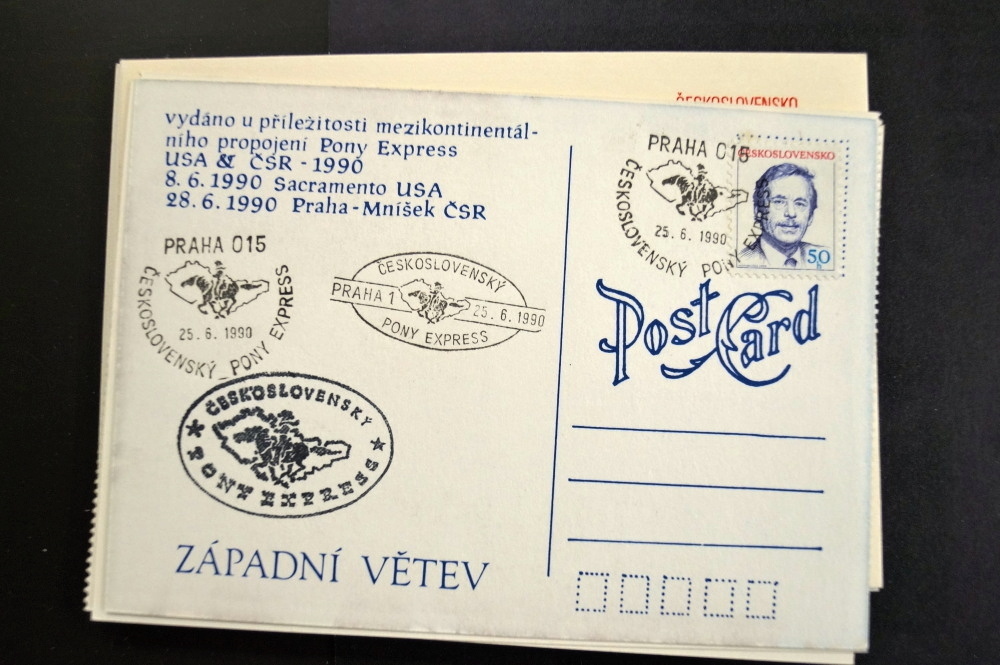 ČESKOSLOVENSKO
vydáno u příležitosti mezikontinentál-
ního propojení Pony Express
USA & ČSR - 1990
8.6.1990 Sacramento USA
28.6.1990 Praha-Mníšek ČSR
PRAHA 015
25.6.1990
ČESKOSLOVENSKÝ PONY EXPRESS
ČESKOSLOVENSKO
50
h
PRAHA 015
25.6.1990
ČESKOSLOVENSKÝ PONY EXPRESS
ČESKOSLOVENSKÝ
PRAHA 1 25.6.1990
PONY EXPRESS
Post Card
ČESKOSLOVENSKÝ
PONY EXPRESS
ZÁPADNÍ VĚTEV